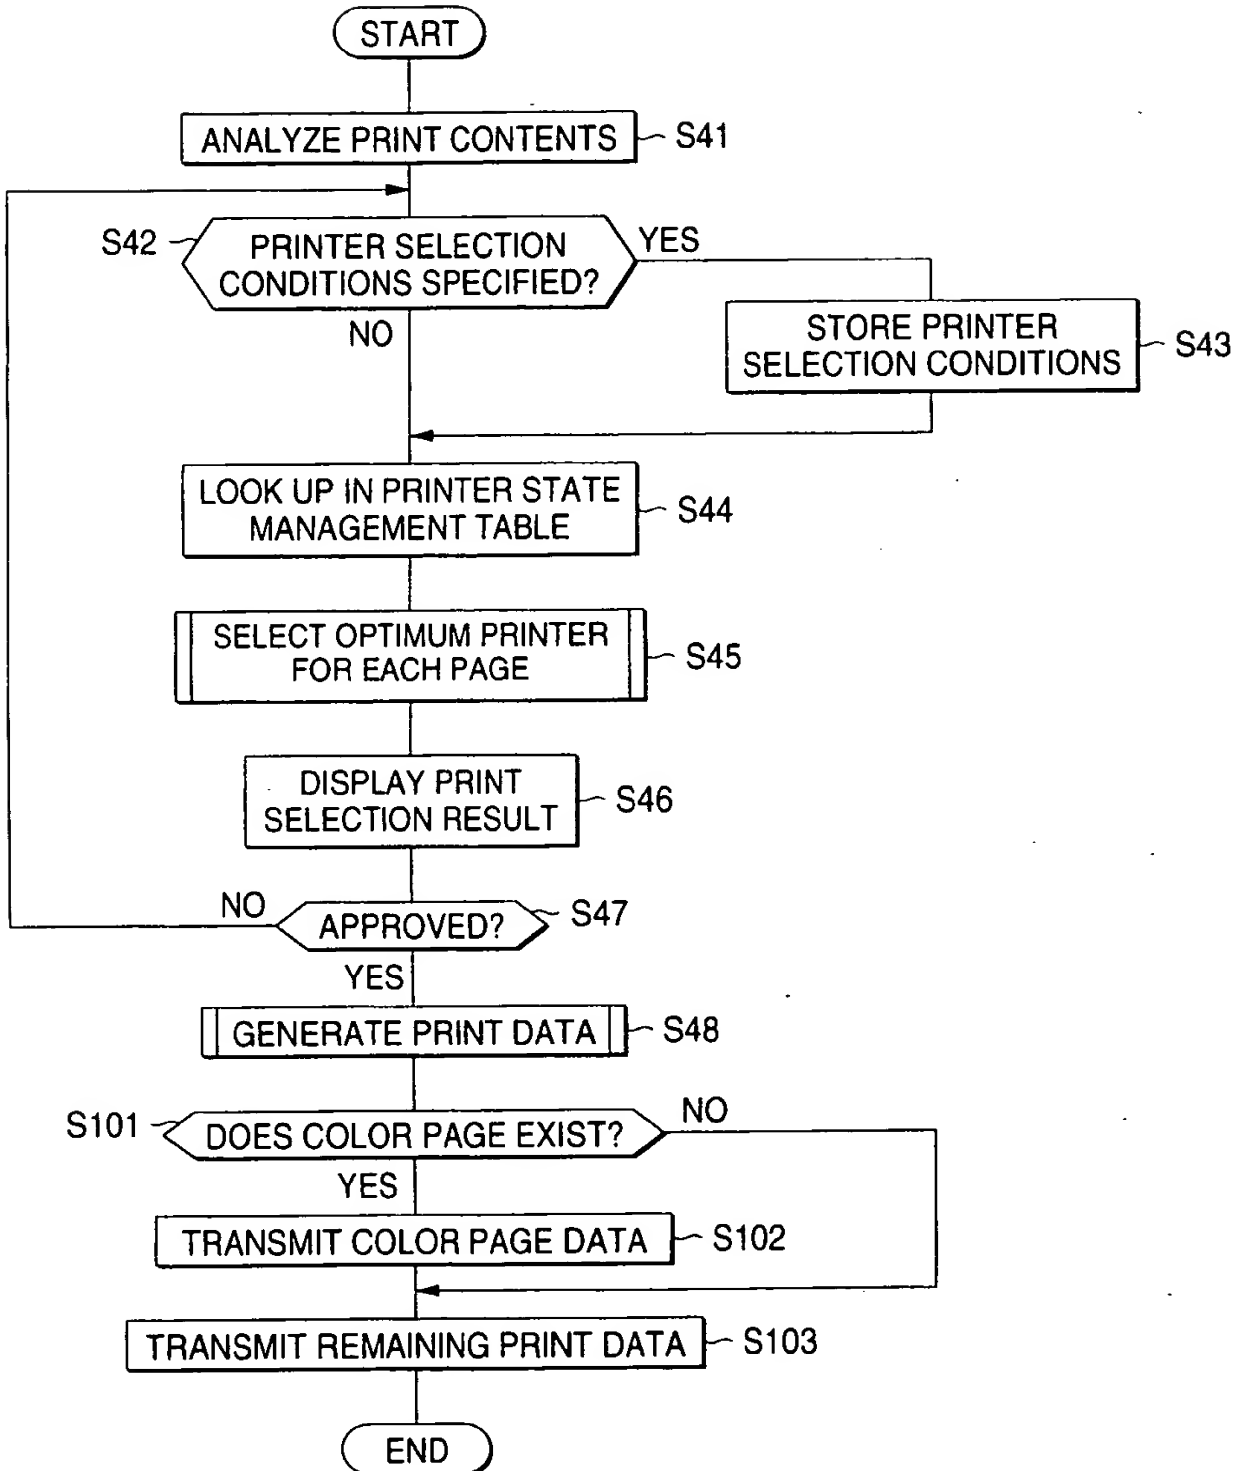 START
ANALYZE PRINT CONTENTS
S41
S42
PRINTER SELECTION
CONDITIONS SPECIFIED?
YES
NO
STORE PRINTER
SELECTION CONDITIONS
S43
LOOK UP IN PRINTER STATE
MANAGEMENT TABLE
S44
SELECT OPTIMUM PRINTER
FOR EACH PAGE
S45
DISPLAY PRINT
SELECTION RESULT
S46
NO
APPROVED?
S47
YES
GENERATE PRINT DATA
S48
S101
DOES COLOR PAGE EXIST?
NO
YES
TRANSMIT COLOR PAGE DATA
S102
TRANSMIT REMAINING PRINT DATA
S103
END